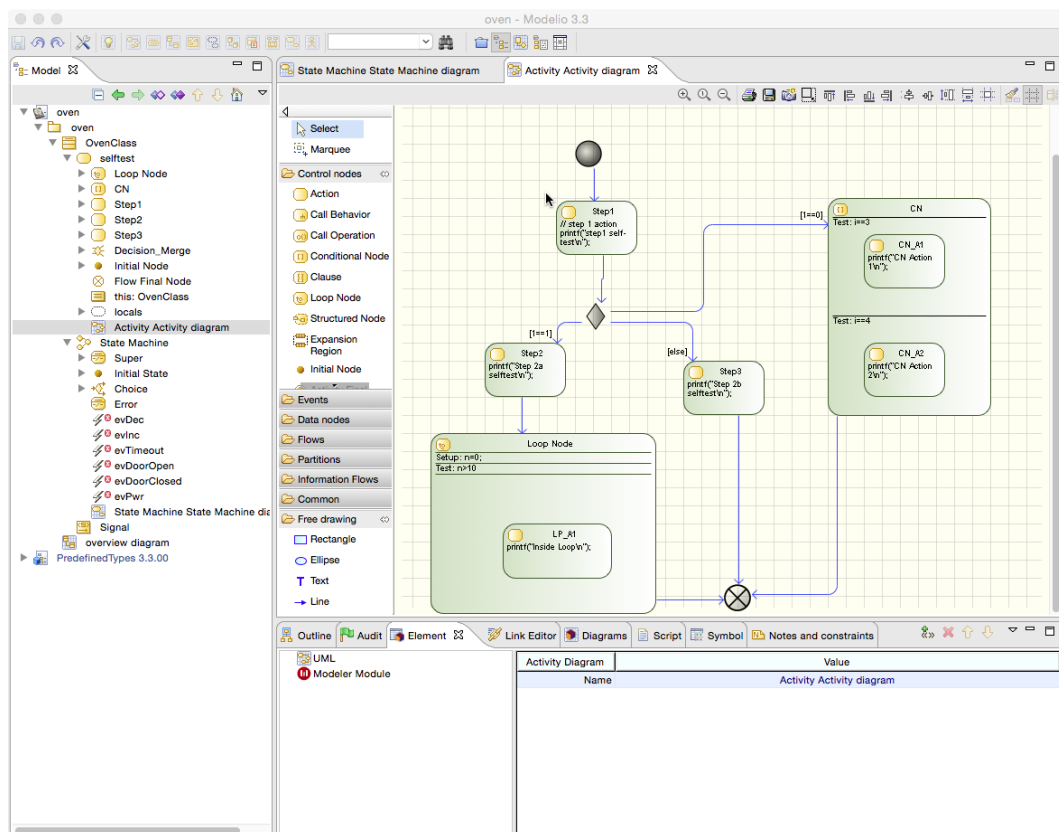 oven - Modelio 3.3
Model
State Machine State Machine diagram
Activity Activity diagram
oven
oven
OvenClass
selftest
Loop Node
CN
Step1
Step2
Step3
Decision_Merge
Initial Node
Flow Final Node
this: OvenClass
locals
Activity Activity diagram
State Machine
Super
Initial State
Choice
Error
evDec
evInc
evTimeout
evDoorOpen
evDoorClosed
evPwr
State Machine State Machine dia
Signal
overview diagram
PredefinedTypes 3.3.00
Select
Marquee
Control nodes
Action
Call Behavior
Call Operation
Conditional Node
Clause
Loop Node
Structured Node
Expansion
Region
Initial Node
Events
Data nodes
Flows
Partitions
Information Flows
Common
Free drawing
Rectangle
Ellipse
T Text
Line
Step1
// step 1 action
printf("step1 self-
test\n");
[1==0]
CN
Test: i==3
CN_A1
printf("CN Action
1\n");
Test: i==4
CN_A2
printf("CN Action
2\n");
[1==1]
[else]
Step2
printf("Step 2a
selftest\n");
Step3
printf("Step 2b
selftest\n");
Loop Node
Setup: n=0;
Test: n>10
LP_A1
printf("Inside Loop\n");
Outline
Audit
Element
Link Editor
Diagrams
Script
Symbol
Notes and constraints
UML
Modeler Module
Activity Diagram
Value
Name
Activity Activity diagram